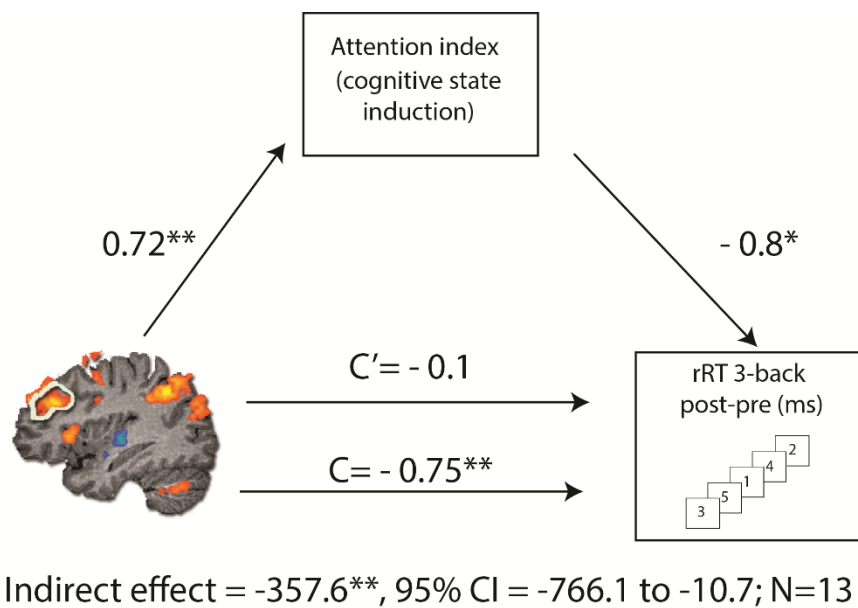 Attention index
(cognitive state
induction)
0.72**
- 0.8*
C’= - 0.1
C= - 0.75**
rRT 3-back
post-pre (ms)
2
4
1
5
3
Indirect effect = -357.6**, 95% CI = -766.1 to -10.7; N=13